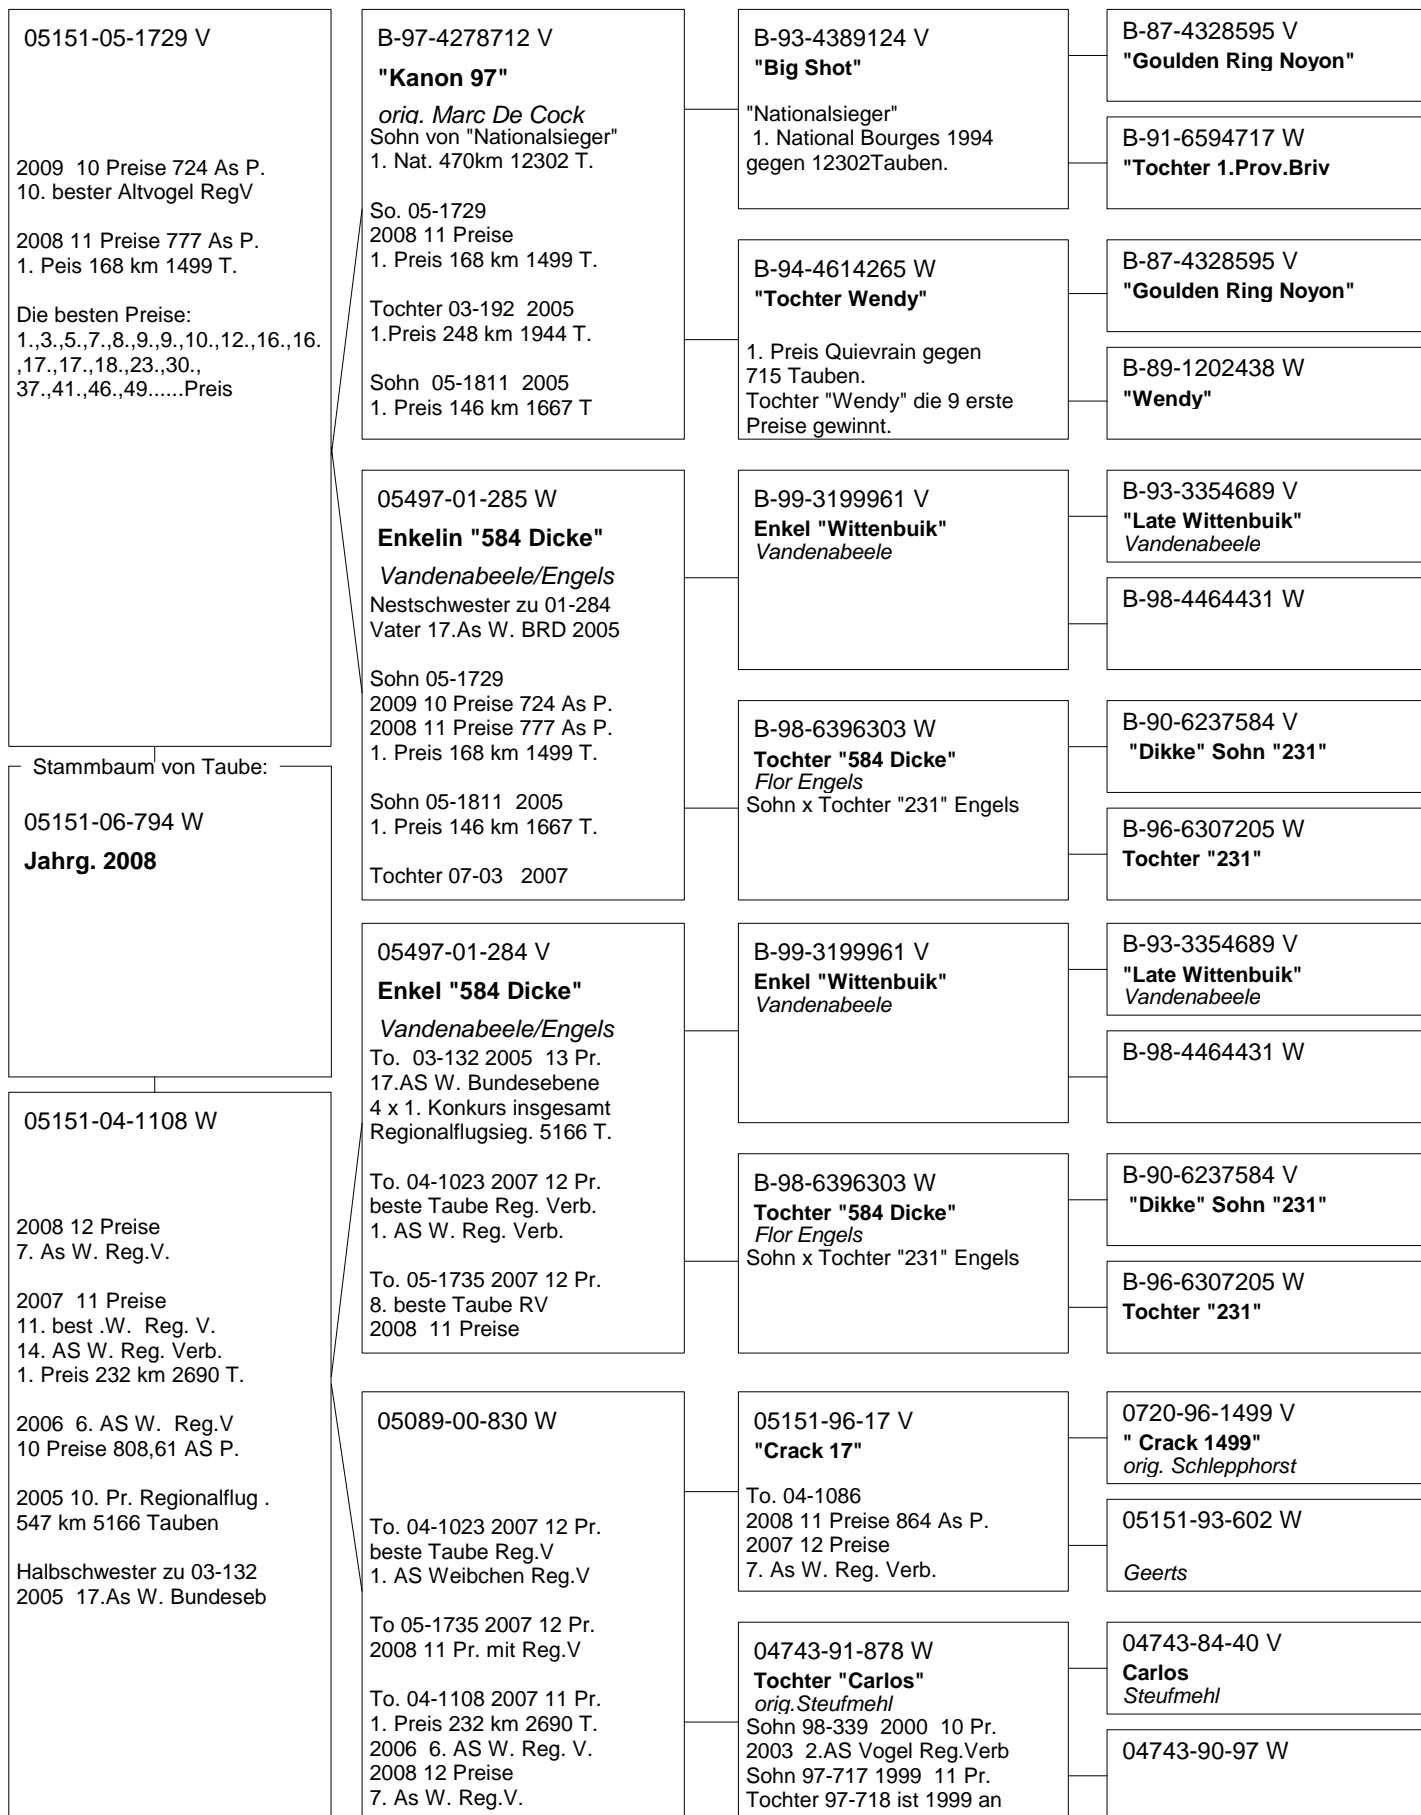 05151-05-1729 V
2009  10 Preise 724 As P.
10. bester Altvogel RegV
2008 11 Preise 777 As P.
1. Peis 168 km 1499 T.
Die besten Preise:
1.,3.,5.,7.,8.,9.,9.,10.,12.,16.,16.
,17.,17.,18.,23.,30.,
37.,41.,46.,49......Preis
Stammbaum von Taube:
05151-06-794 W
Jahrg. 2008
05151-04-1108 W
2008 12 Preise
7. As W. Reg.V.
2007  11 Preise
11. best .W.  Reg. V.
14. AS W. Reg. Verb.
1. Preis 232 km 2690 T.
2006  6. AS W.  Reg.V
10 Preise 808,61 AS P.
2005 10. Pr. Regionalflug .
547 km 5166 Tauben
Halbschwester zu 03-132
2005  17.As W. Bundeseb
B-97-4278712 V
"Kanon 97"
orig. Marc De Cock
Sohn von "Nationalsieger"
1. Nat. 470km 12302 T.
So. 05-1729
2008 11 Preise
1. Preis 168 km 1499 T.
Tochter 03-192  2005
1.Preis 248 km 1944 T.
Sohn  05-1811  2005
1. Preis 146 km 1667 T
05497-01-285 W
Enkelin "584 Dicke"
Vandenabeele/Engels
Nestschwester zu 01-284
Vater 17.As W. BRD 2005
Sohn 05-1729
2009 10 Preise 724 As P.
2008 11 Preise 777 As P.
1. Preis 168 km 1499 T.
Sohn 05-1811  2005
1. Preis 146 km 1667 T.
Tochter 07-03   2007
05497-01-284 V
Enkel "584 Dicke"
Vandenabeele/Engels
To.  03-132 2005  13 Pr.
17.AS W. Bundesebene
4 x 1. Konkurs insgesamt
Regionalflugsieg. 5166 T.
To. 04-1023 2007 12 Pr.
beste Taube Reg. Verb.
1. AS W. Reg. Verb.
To. 05-1735 2007 12 Pr.
8. beste Taube RV
2008  11 Preise
05089-00-830 W
To. 04-1023 2007 12 Pr.
beste Taube Reg.V
1. AS Weibchen Reg.V
To 05-1735 2007 12 Pr.
2008 11 Pr. mit Reg.V
To. 04-1108 2007 11 Pr.
1. Preis 232 km 2690 T.
2006  6. AS W. Reg. V.
2008 12 Preise
7. As W. Reg.V.
B-93-4389124 V
"Big Shot"
"Nationalsieger"
1. National Bourges 1994
gegen 12302Tauben.
B-94-4614265 W
"Tochter Wendy"
1. Preis Quievrain gegen
715 Tauben.
Tochter "Wendy" die 9 erste
Preise gewinnt.
B-99-3199961 V
Enkel "Wittenbuik"
Vandenabeele
B-98-6396303 W
Tochter "584 Dicke"
Flor Engels
Sohn x Tochter "231" Engels
B-99-3199961 V
Enkel "Wittenbuik"
Vandenabeele
B-98-6396303 W
Tochter "584 Dicke"
Flor Engels
Sohn x Tochter "231" Engels
05151-96-17 V
"Crack 17"
To. 04-1086
2008 11 Preise 864 As P.
2007 12 Preise
7. As W. Reg. Verb.
04743-91-878 W
Tochter "Carlos"
orig.Steufmehl
Sohn 98-339  2000  10 Pr.
2003  2.AS Vogel Reg.Verb
Sohn 97-717 1999  11 Pr.
Tochter 97-718 ist 1999 an
B-87-4328595 V
"Goulden Ring Noyon"
B-91-6594717 W
"Tochter 1.Prov.Briv
B-87-4328595 V
"Goulden Ring Noyon"
B-89-1202438 W
"Wendy"
B-93-3354689 V
"Late Wittenbuik"
Vandenabeele
B-98-4464431 W
B-90-6237584 V
"Dikke" Sohn "231"
B-96-6307205 W
Tochter "231"
B-93-3354689 V
"Late Wittenbuik"
Vandenabeele
B-98-4464431 W
B-90-6237584 V
"Dikke" Sohn "231"
B-96-6307205 W
Tochter "231"
0720-96-1499 V
" Crack 1499"
orig. Schlepphorst
05151-93-602 W
Geerts
04743-84-40 V
Carlos
Steufmehl
04743-90-97 W